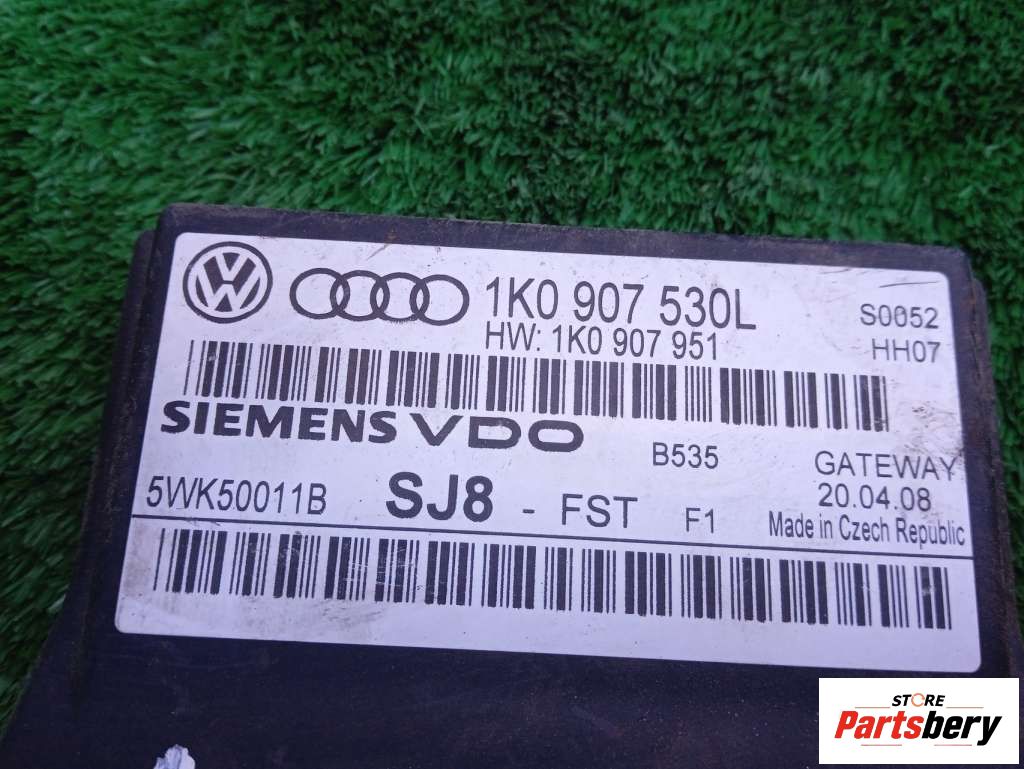 1K0 907 530L
HW: 1K0 907 951
S0052
HH07
SIEMENS VDO
B535
GATEWAY
5WK50011B
SJ8 - FST F1
20.04.08
Made in Czech Republic
STORE
Partsbery